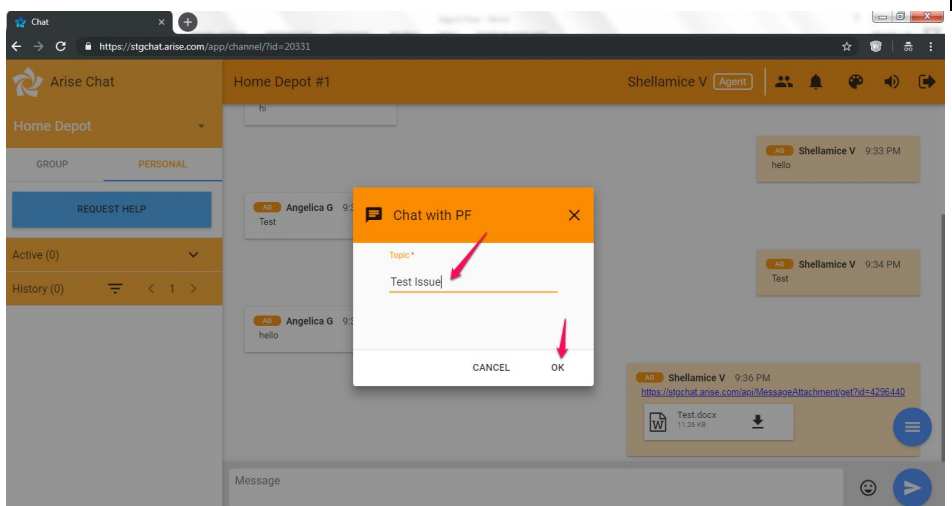 Chat
https://stgchat.arise.com/app/channel/?id=20331
Arise Chat
Home Depot #1
Shellamice V Agent
Home Depot
GROUP PERSONAL
REQUEST HELP
Active (0)
History (0) < 1 >
hi
AG Shellamice V 9:33 PM
hello
AG Angelica G
Test
AG Shellamice V 9:34 PM
Test
AG Angelica G
hello
AG Shellamice V 9:36 PM
https://stgchat.arise.com/api/MessageAttachment/get?id=4296440
W Test.docx
11.26 KB
Chat with PF
Topic *
Test Issue
CANCEL OK
Message